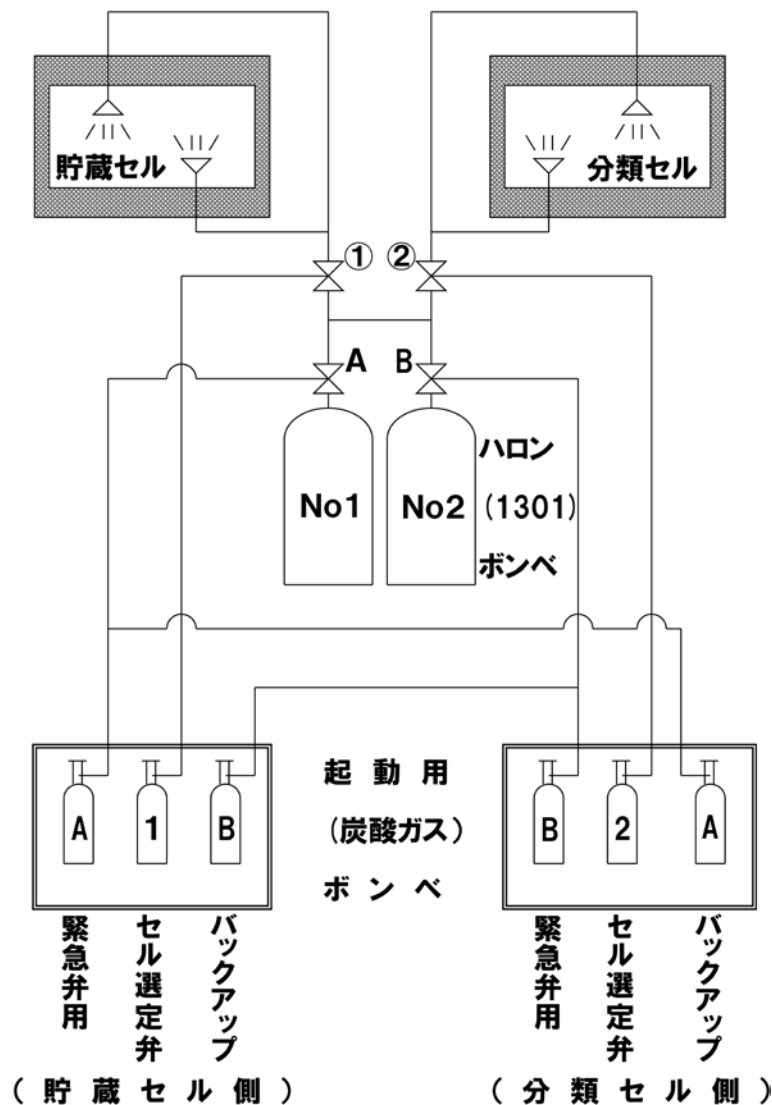 貯蔵セル
分類セル
①
②
A
B
No1
No2
ハロン
(1301)
ボンベ
起動用
(炭酸ガス)
ボンベ
A
1
B
B
2
A
緊急弁用
セル選定弁
バックアップ
緊急弁用
セル選定弁
バックアップ
(貯蔵セル側)
(分類セル側)